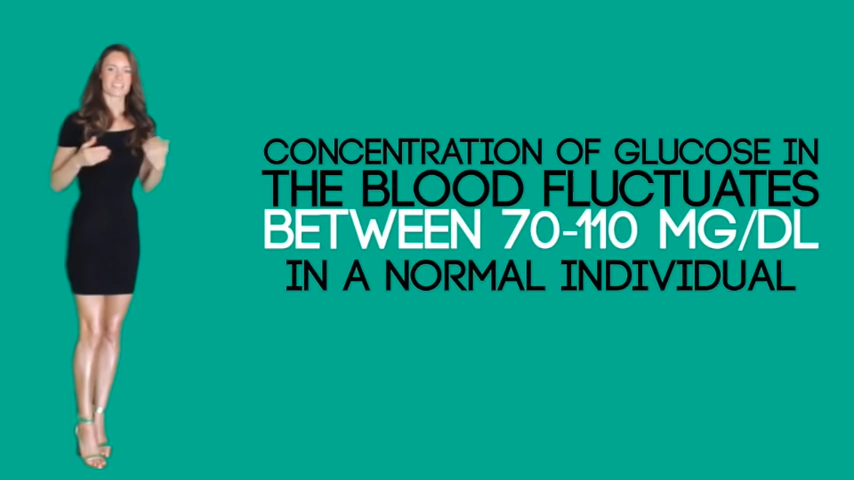 CONCENTRATION OF GLUCOSE IN
THE BLOOD FLUCTUATES
BETWEEN 70-110 MG/DL
IN A NORMAL INDIVIDUAL